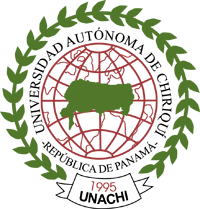 UNIVERSIDAD AUTÓNOMA DE CHIRIQUÍ
-REPÚBLICA DE PANAMÁ-
1995
UNACHI